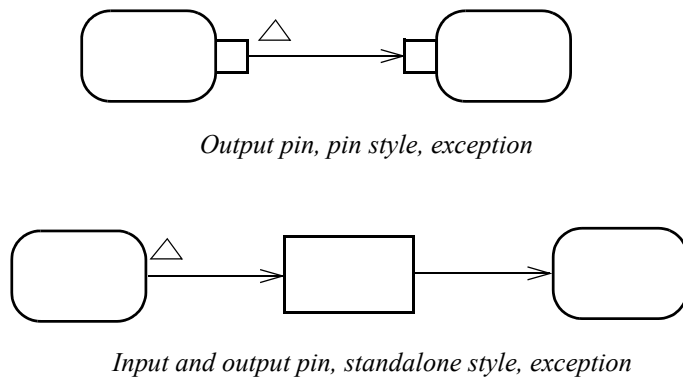 Output pin, pin style, exception
Input and output pin, standalone style, exception